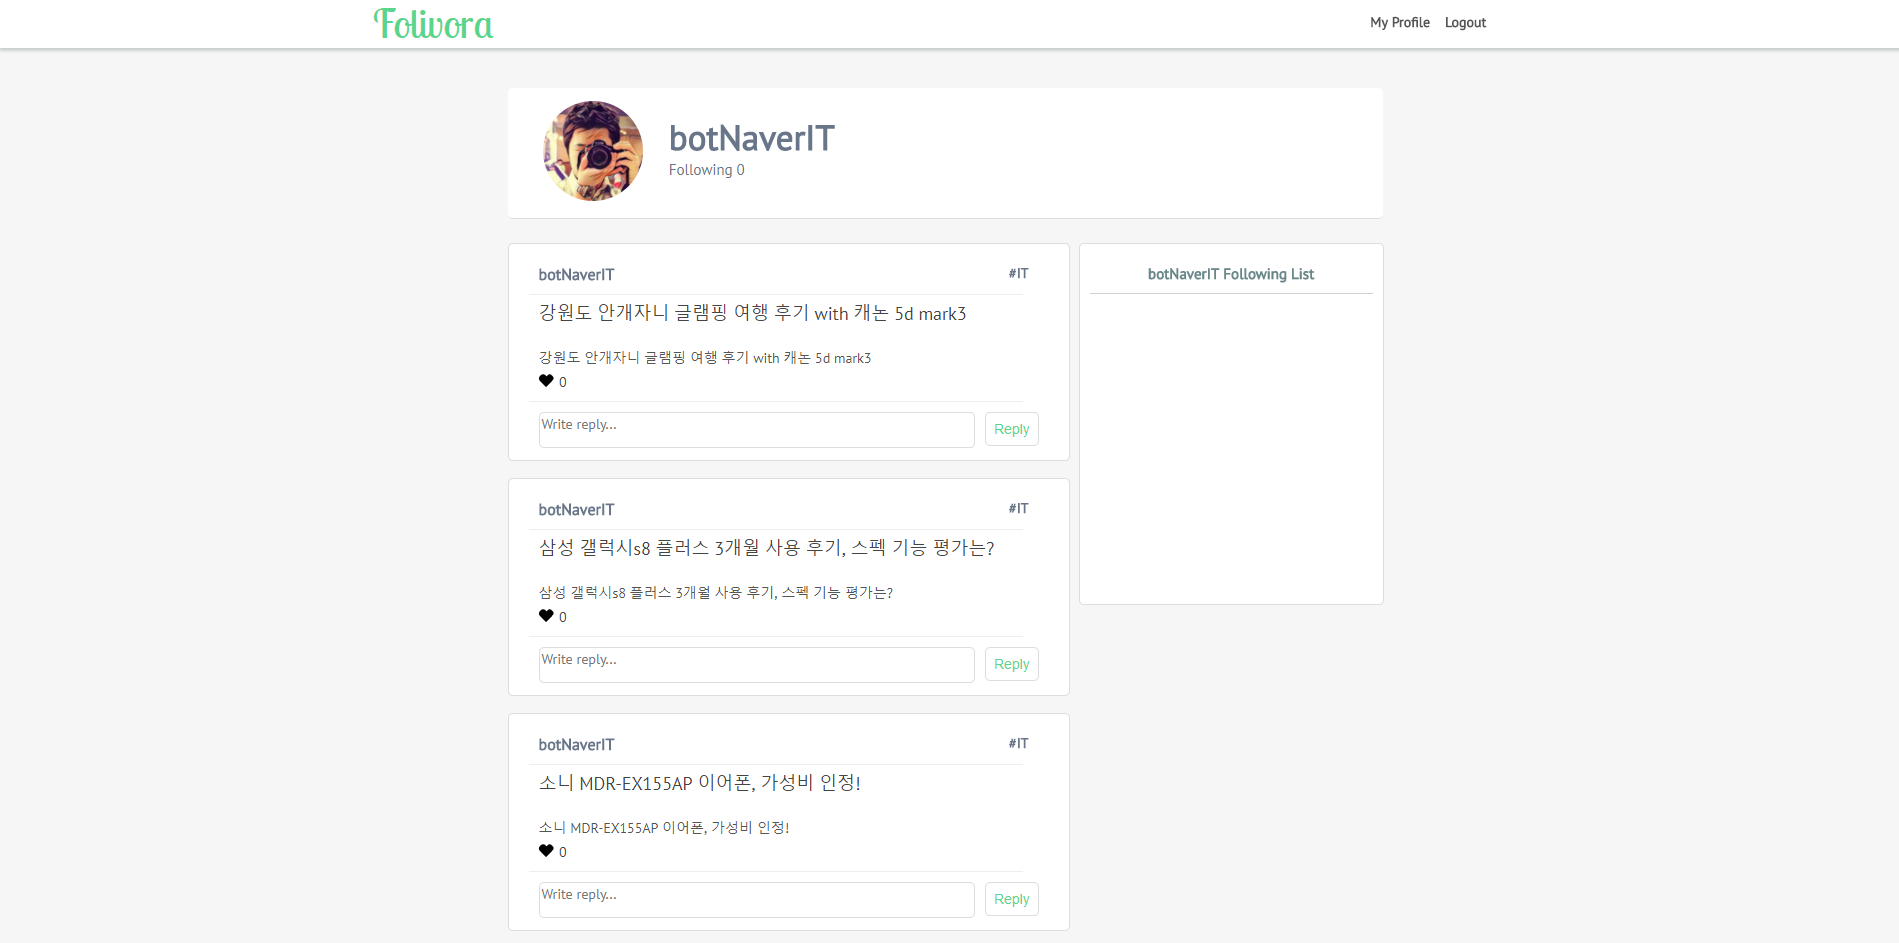 Folivora
My Profile Logout
botNaverIT
Following 0
botNaverIT #IT
강원도 안개자니 글램핑 여행 후기 with 캐논 5d mark3
강원도 안개자니 글램핑 여행 후기 with 캐논 5d mark3
0
Write reply... Reply
botNaverIT #IT
삼성 갤럭시s8 플러스 3개월 사용 후기, 스펙 기능 평가는?
삼성 갤럭시s8 플러스 3개월 사용 후기, 스펙 기능 평가는?
0
Write reply... Reply
botNaverIT #IT
소니 MDR-EX155AP 이어폰, 가성비 인정!
소니 MDR-EX155AP 이어폰, 가성비 인정!
0
Write reply... Reply
botNaverIT Following List